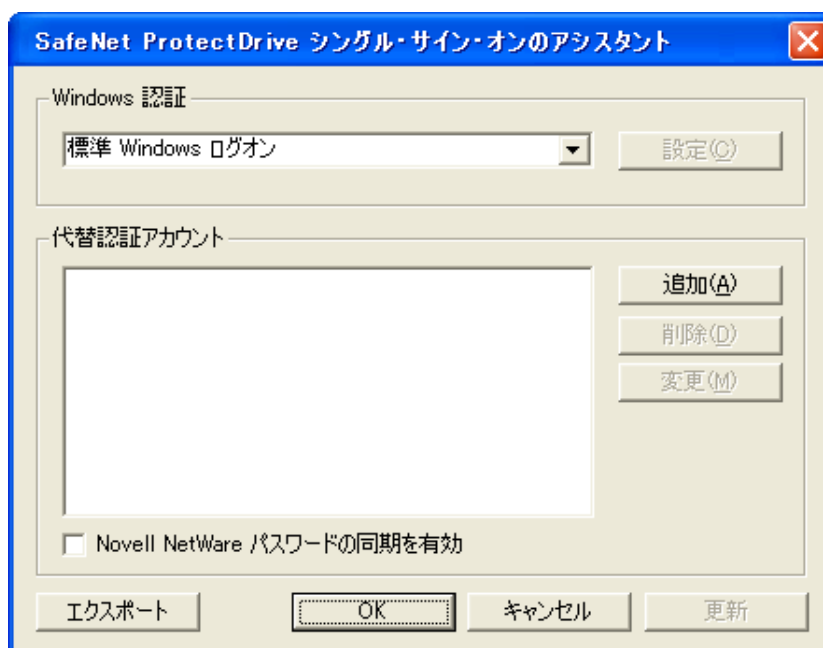 SafeNet ProtectDrive シングル・サイン・オンのアシスタント
Windows 認証
標準 Windows ログオン
設定(C)
代替認証アカウント
追加(A)
削除(D)
変更(M)
Novell NetWare パスワードの同期を有効
エクスポート
OK
キャンセル
更新